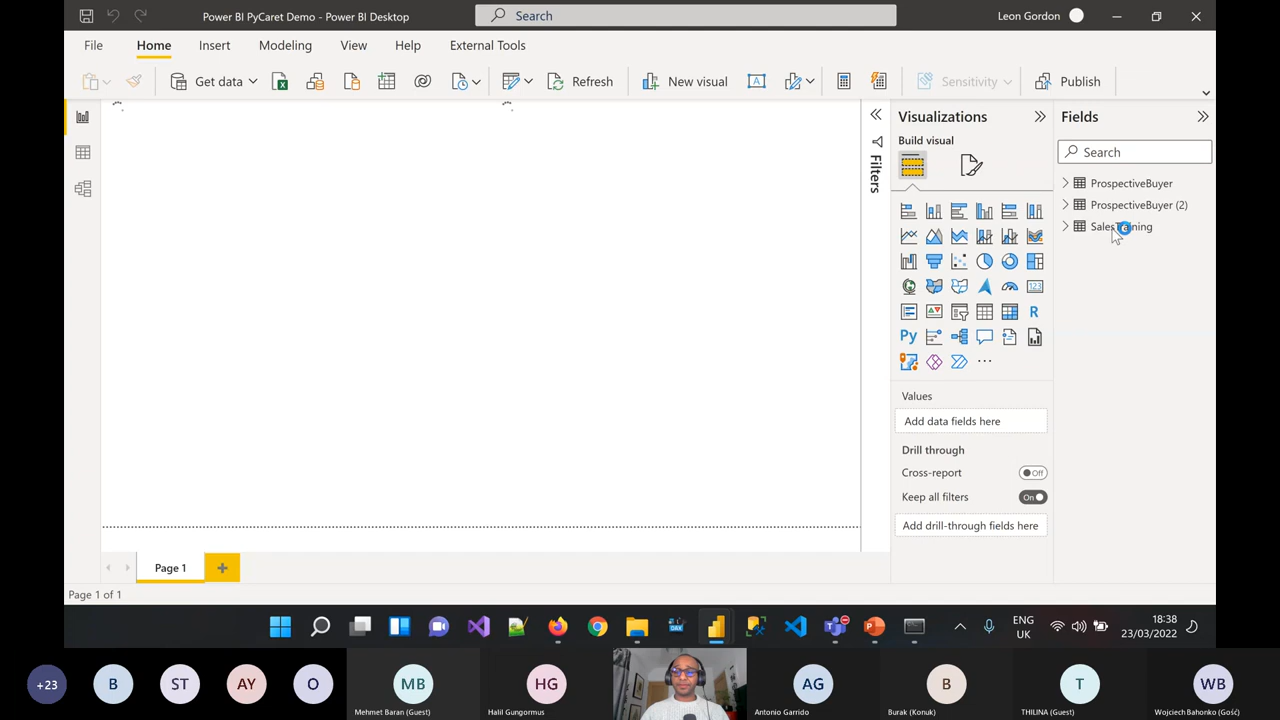 Power BI PyCaret Demo - Power BI Desktop
Search
Leon Gordon
File Home Insert Modeling View Help External Tools
Get data
Refresh
New visual
Sensitivity
Publish
Filters
Visualizations
Build visual
123
R
Py
Values
Add data fields here
Drill through
Cross-report
Off
Keep all filters
On
Add drill-through fields here
Fields
Search
ProspectiveBuyer
ProspectiveBuyer (2)
SalesTraining
Page 1
Page 1 of 1
DAX
ENG
UK
18:38
23/03/2022
+23
B
ST
AY
O
MB
Mehmet Baran (Guest)
HG
Halil Gungormus
AG
Antonio Garrido
B
Burak (Konuk)
T
THILINA (Guest)
WB
Wojciech Bahonko (Gość)